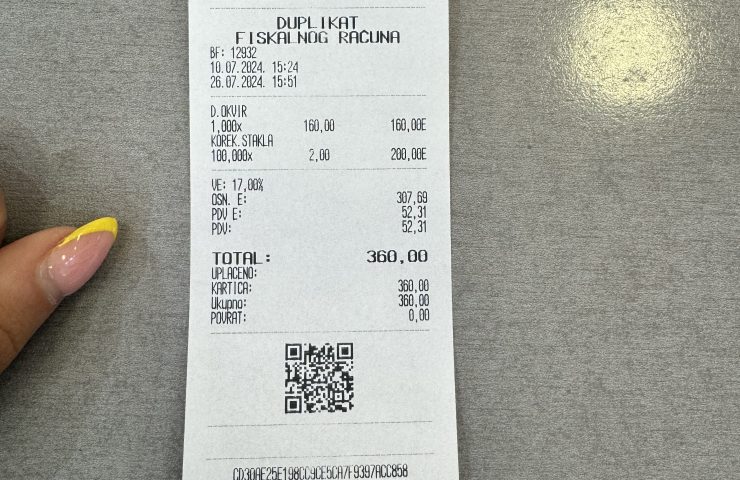 DUPLIKAT
FISKALNOG RAČUNA
BF: 12932
10.07.2024. 15:24
26.07.2024. 15:51
D.OKVIR
1,000x 160,00 160,00E
KOREK.STAKLA
100,000x 2,00 200,00E
VE: 17,00%
OSN. E: 307,69
PDV E: 52,31
PDV: 52,31
TOTAL: 360,00
UPLAĆENO:
KARTICA: 360,00
Ukupno: 360,00
POVRAT: 0,00
CD30AE25E198CC9CE5CA7F9397ACC858